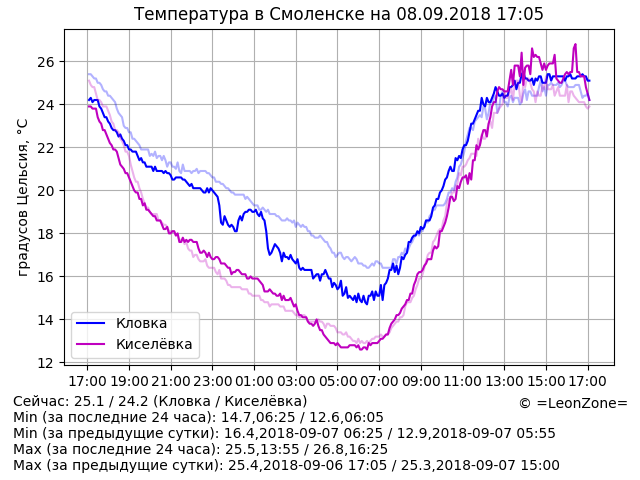 Температура в Смоленске на 08.09.2018 17:05
градусов Цельсия, °C
26
24
22
20
18
16
14
12
Кловка
Киселёвка
17:00 19:00 21:00 23:00 01:00 03:00 05:00 07:00 09:00 11:00 13:00 15:00 17:00
Сейчас: 25.1 / 24.2 (Кловка / Киселёвка)
© =LeonZone=
Min (за последние 24 часа): 14.7,06:25 / 12.6,06:05
Min (за предыдущие сутки): 16.4,2018-09-07 06:25 / 12.9,2018-09-07 05:55
Max (за последние 24 часа): 25.5,13:55 / 26.8,16:25
Max (за предыдущие сутки): 25.4,2018-09-06 17:05 / 25.3,2018-09-07 15:00